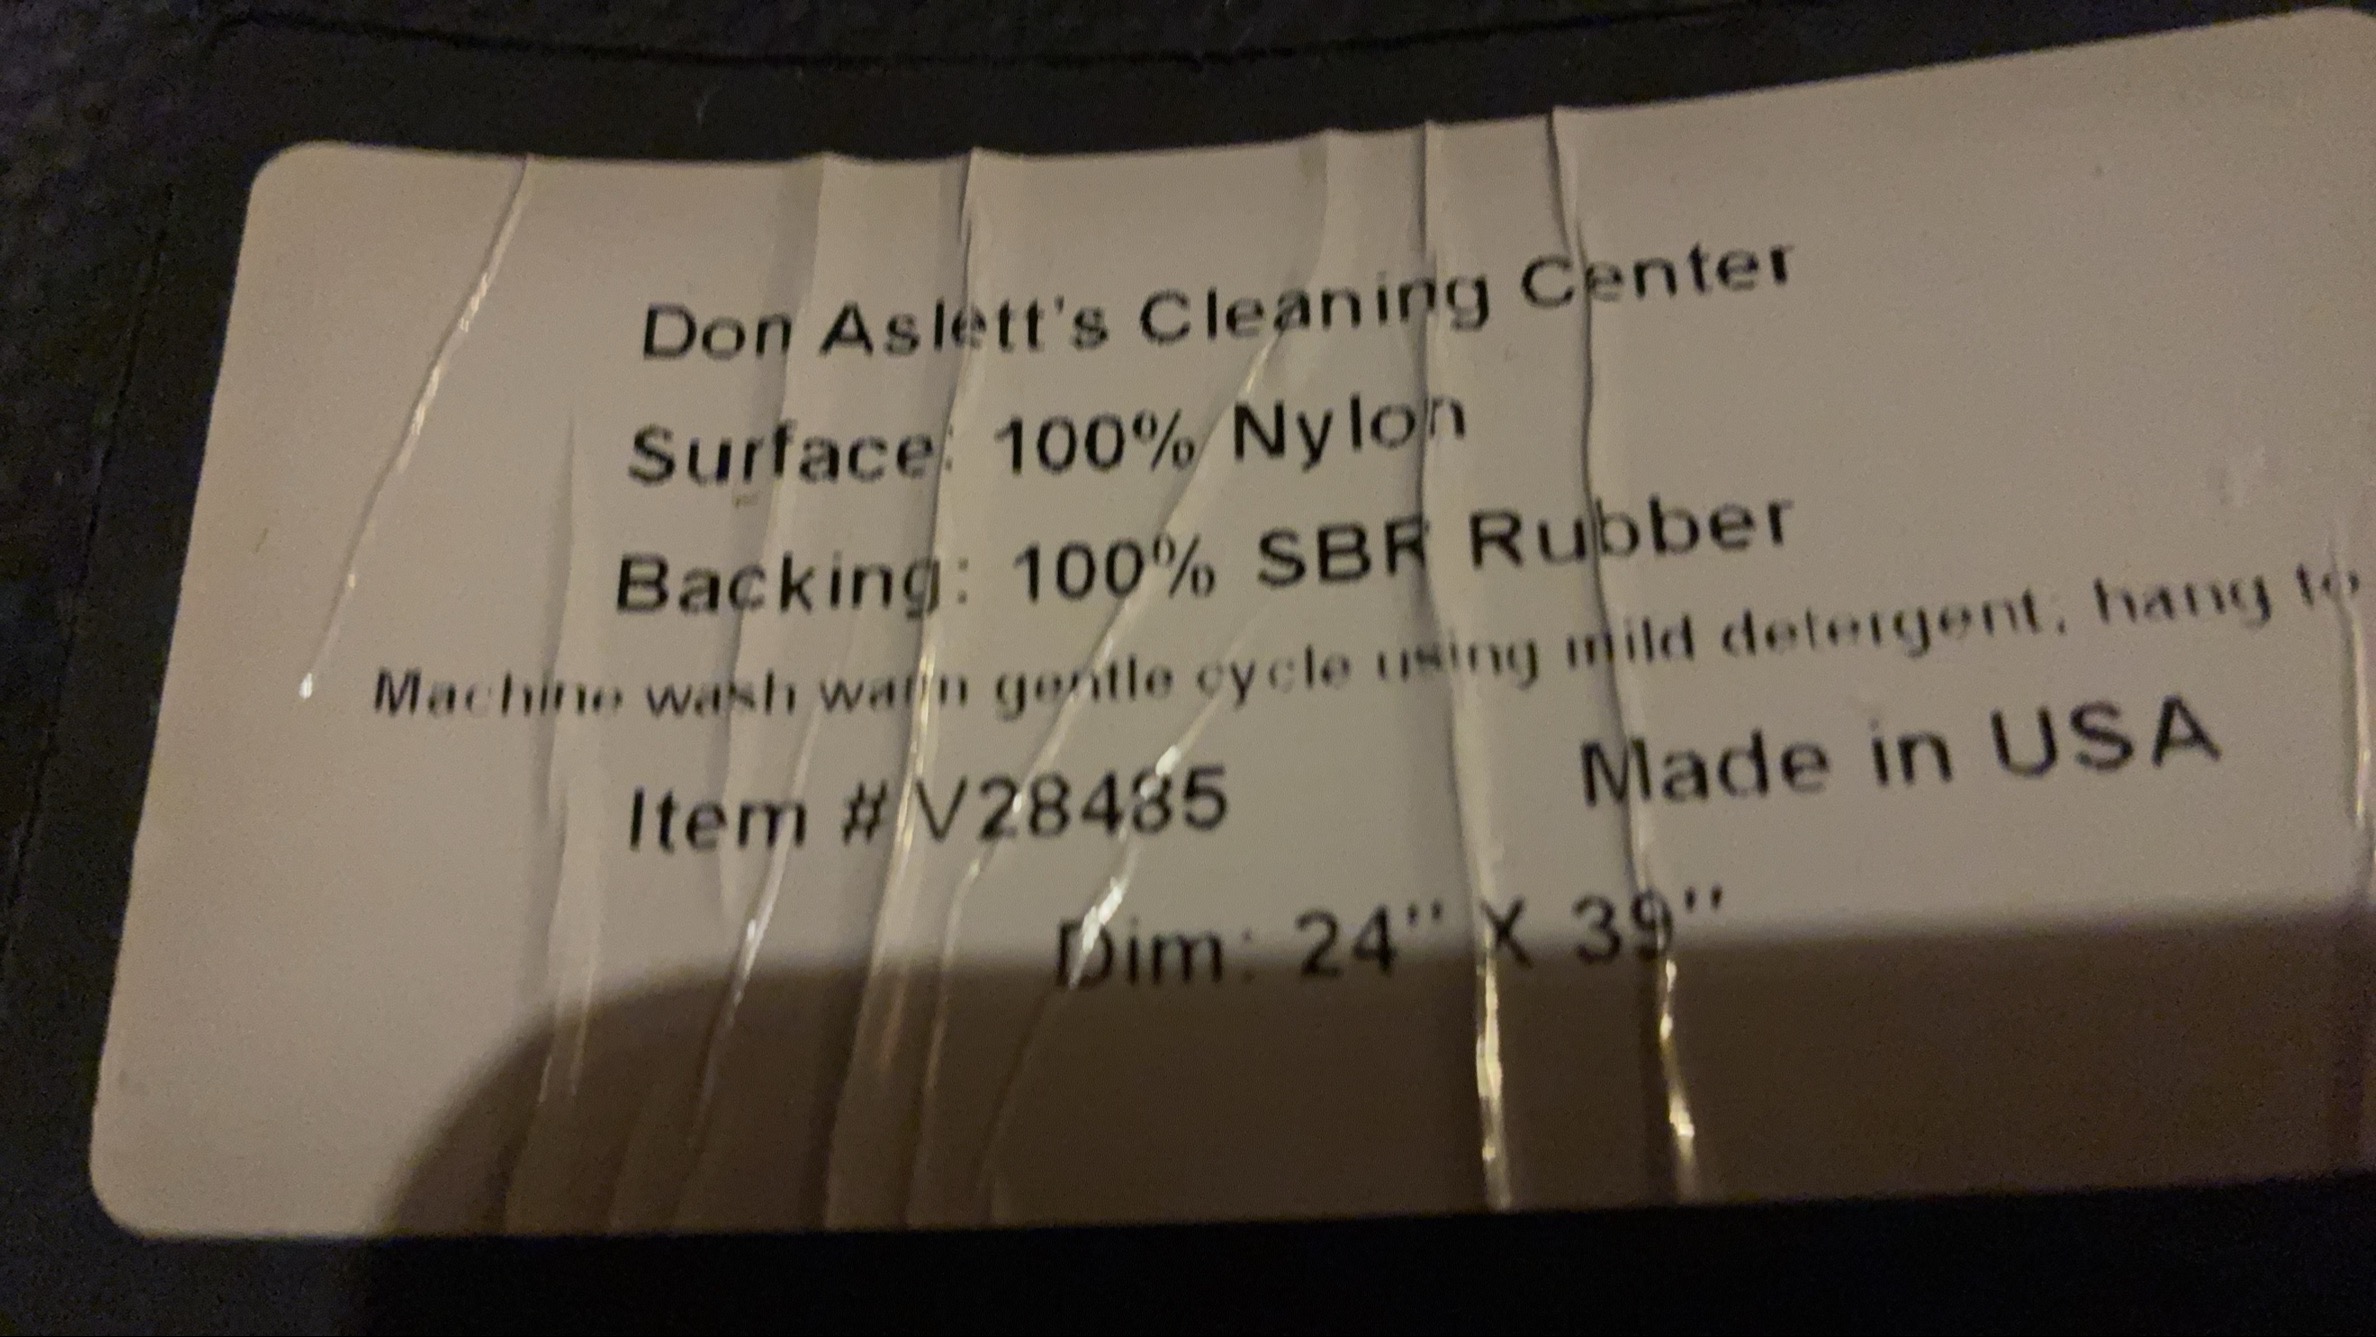 Don Aslett's Cleaning Center
Surface: 100% Nylon
Backing: 100% SBR Rubber
Machine wash warm gentle cycle using mild detergent, hang to
Item # V28485 Made in USA
Dim: 24" X 39"